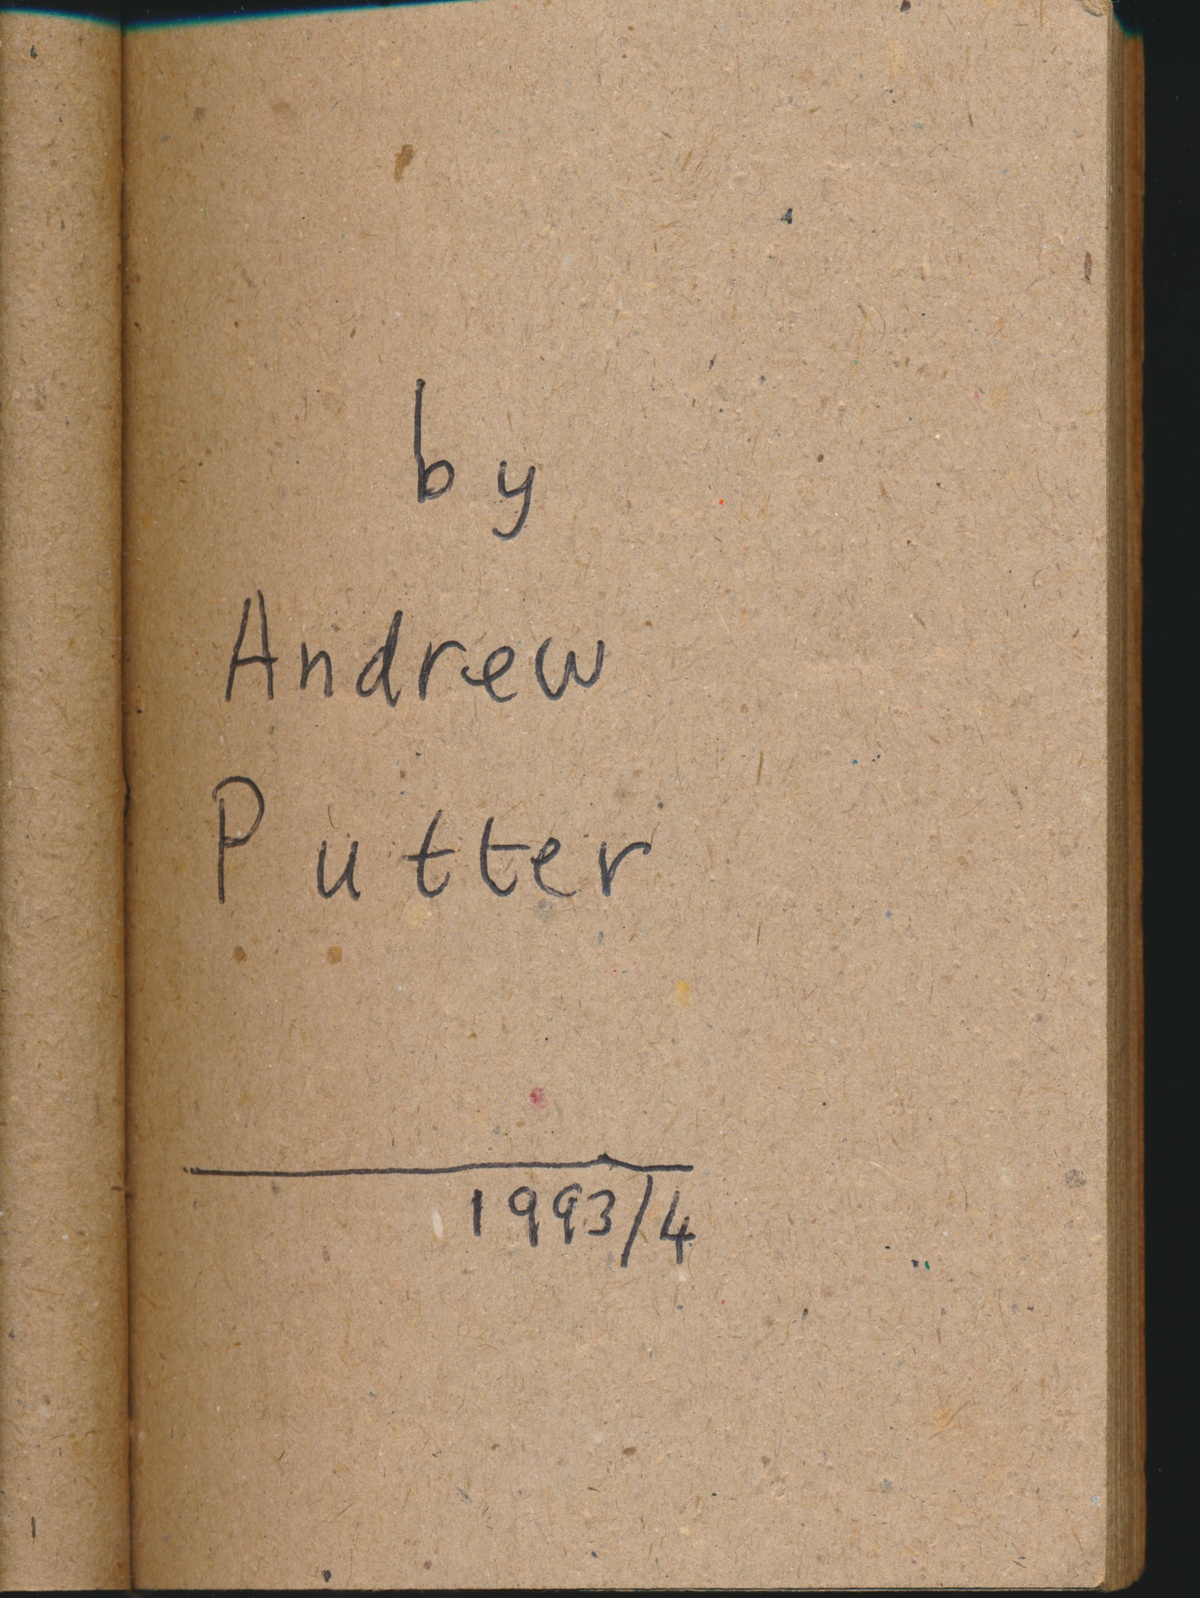 by
Andrew
Putter
1993/4